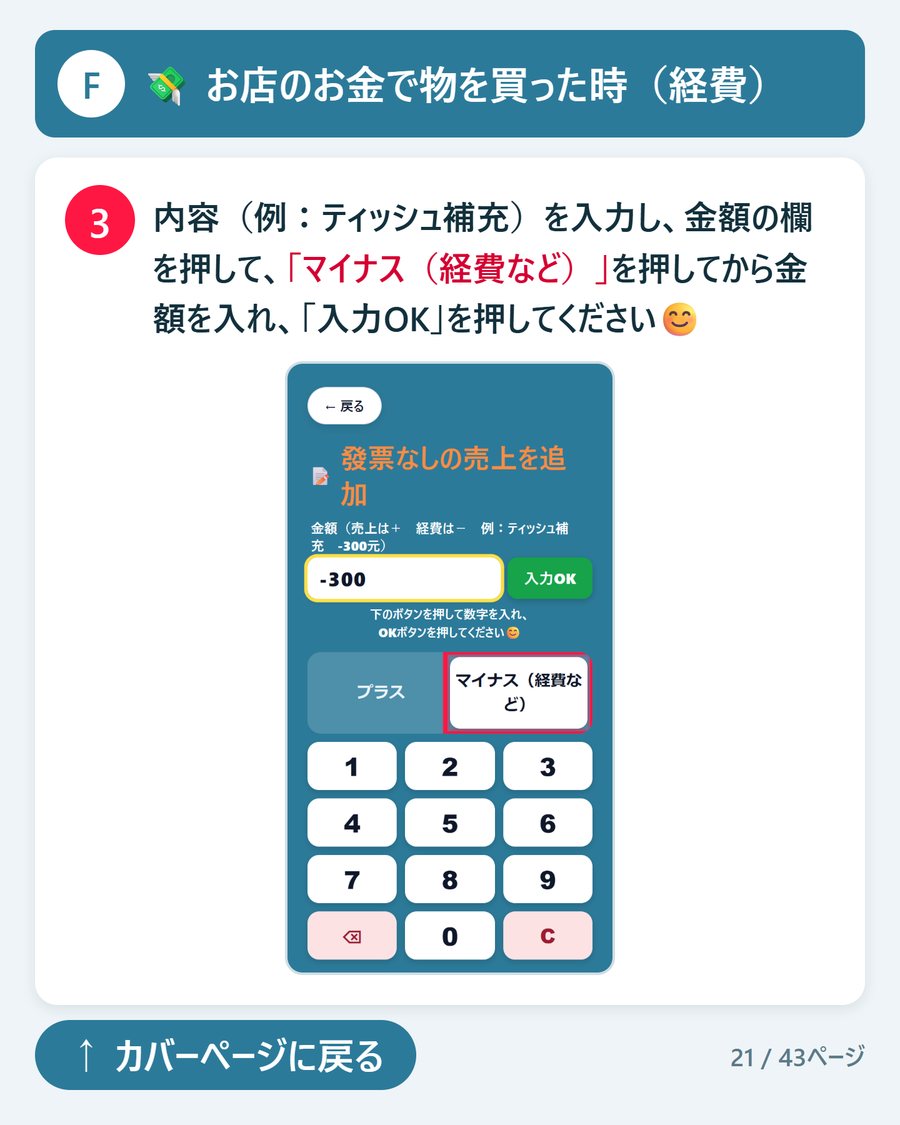 F 💸 お店のお金で物を買った時（経費）
3
内容（例：ティッシュ補充）を入力し、金額の欄
を押して、「マイナス（経費など）」を押してから金
額を入れ、「入力OK」を押してください😊
← 戻る
📝 發票なしの売上を追
加
金額（売上は＋　経費は－　例：ティッシュ補
充　-300元）
-300 入力OK
下のボタンを押して数字を入れ、
OKボタンを押してください😊
プラス マイナス（経費な
ど）
1 2 3
4 5 6
7 8 9
⌫ 0 C
↑ カバーページに戻る 21 / 43ページ